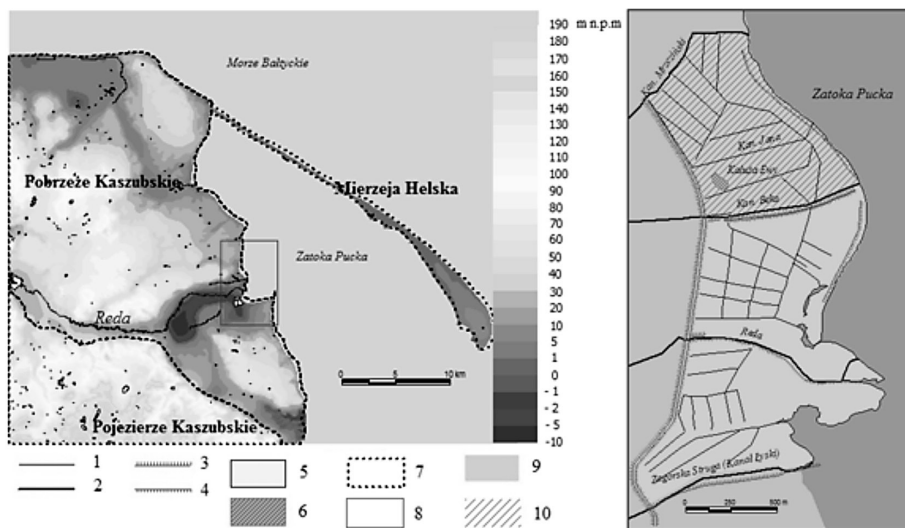 190 m n.p.m
180
170
160
150
140
130
120
110
100
90
80
70
60
50
40
30
20
10
5
1
0
-1
-2
-5
-10
Morze Bałtyckie
Pobrzeże Kaszubskie
Mierzeja Helska
Zatoka Pucka
Reda
0 5 10 km
Pojezierze Kaszubskie
1
2
3
4
5
6
7
8
9
10
Kan. Mrzeziński
Zatoka Pucka
Kan. Jana
Kałuża Ewy
Kan. Beka
Reda
Zagórska Struga (Kanał Łyski)
0 250 500 m